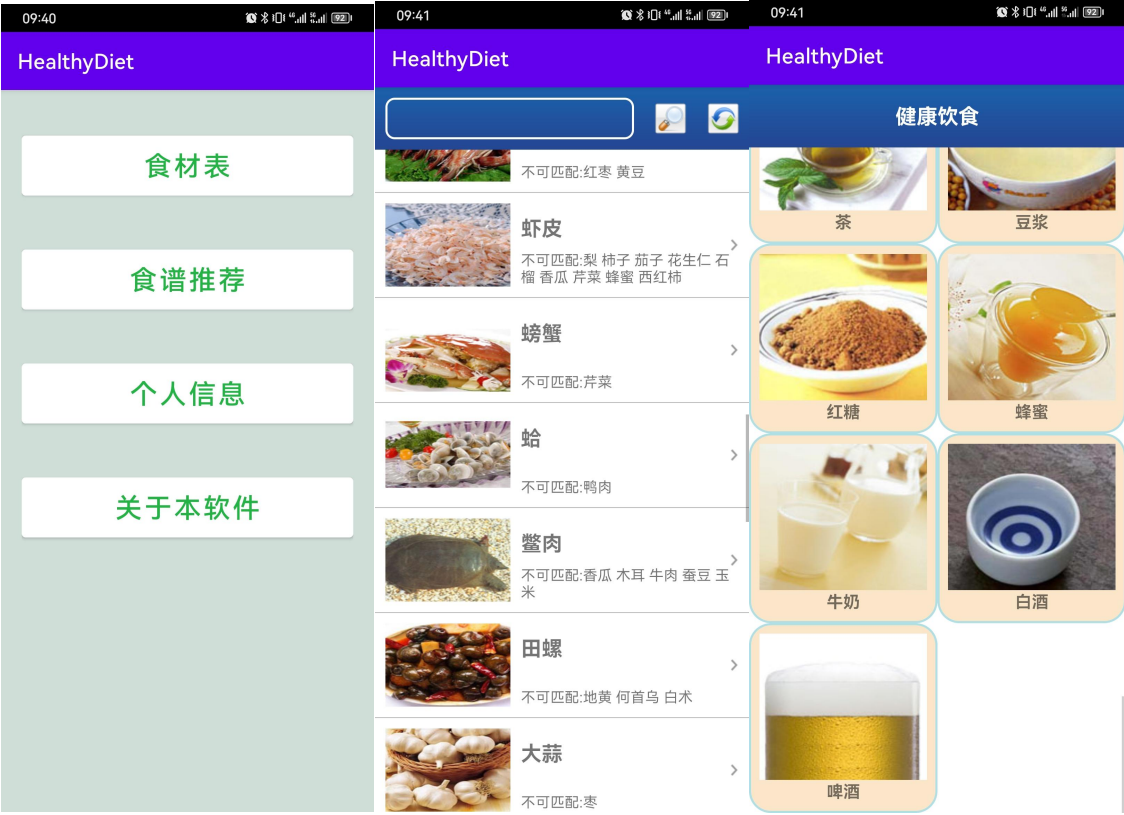 09:40
92
HealthyDiet
食材表
食谱推荐
个人信息
关于本软件
09:41
92
HealthyDiet
不可匹配:红枣 黄豆
虾皮
不可匹配:梨 柿子 茄子 花生仁 石
榴 香瓜 芹菜 蜂蜜 西红柿
螃蟹
不可匹配:芹菜
蛤
不可匹配:鸭肉
鳖肉
不可匹配:香瓜 木耳 牛肉 蚕豆 玉
米
田螺
不可匹配:地黄 何首乌 白术
大蒜
不可匹配:枣
09:41
92
HealthyDiet
健康饮食
茶
豆浆
红糖
蜂蜜
牛奶
白酒
啤酒